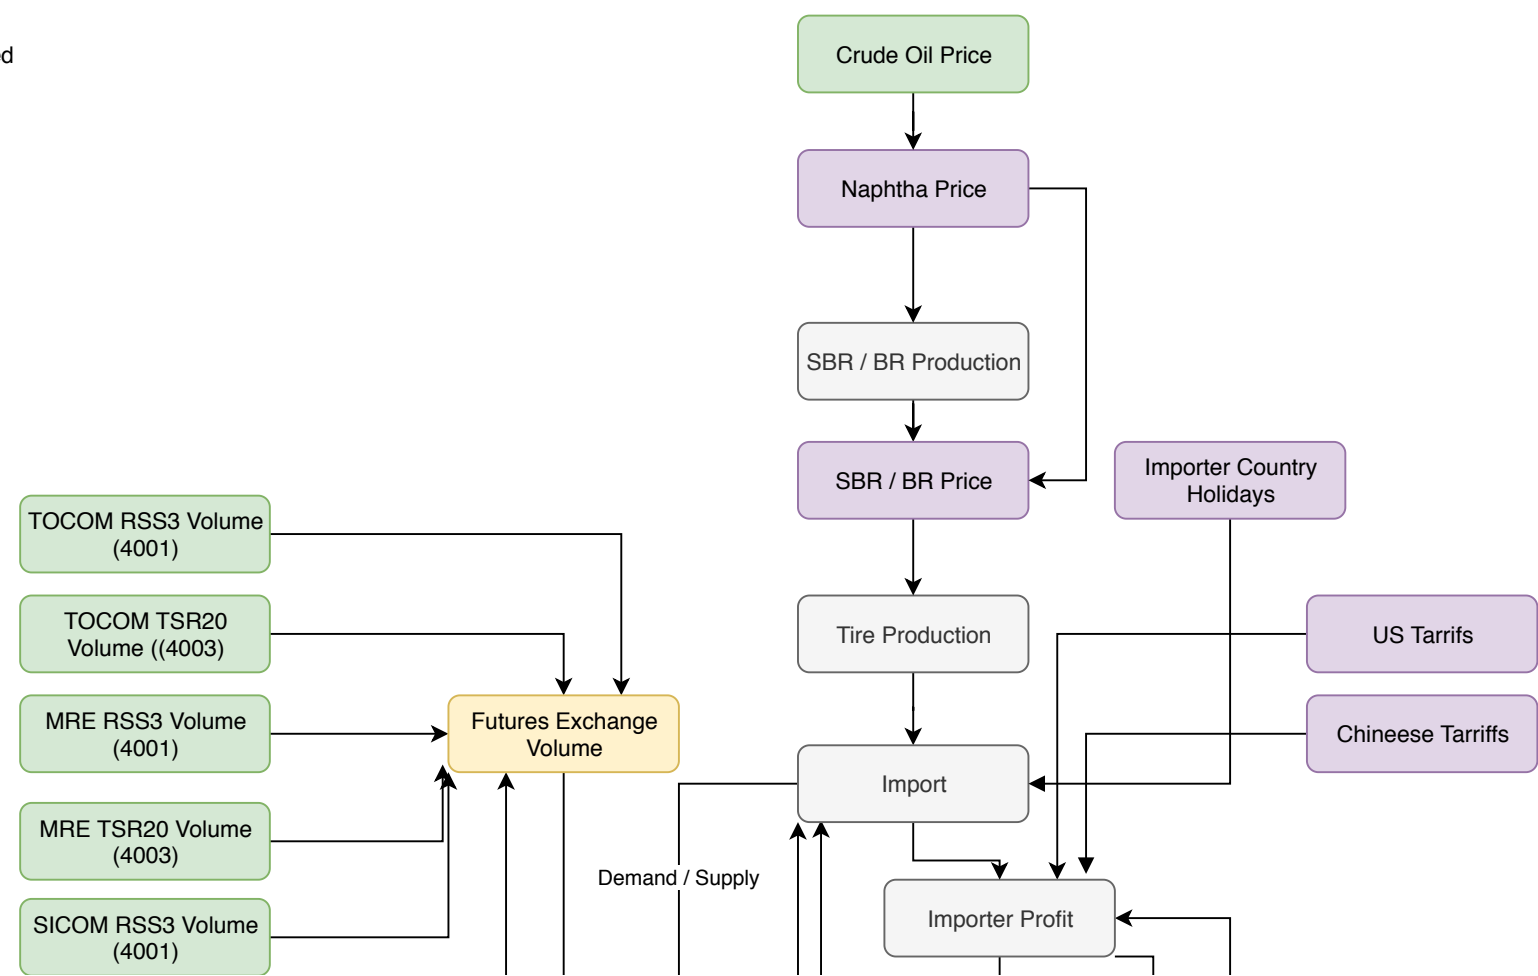 ed
Crude Oil Price
Naphtha Price
SBR / BR Production
SBR / BR Price
Importer Country
Holidays
TOCOM RSS3 Volume
(4001)
TOCOM TSR20
Volume ((4003)
Tire Production
US Tarrifs
MRE RSS3 Volume
(4001)
Futures Exchange
Volume
Chineese Tarriffs
Import
MRE TSR20 Volume
(4003)
Demand / Supply
SICOM RSS3 Volume
(4001)
Importer Profit